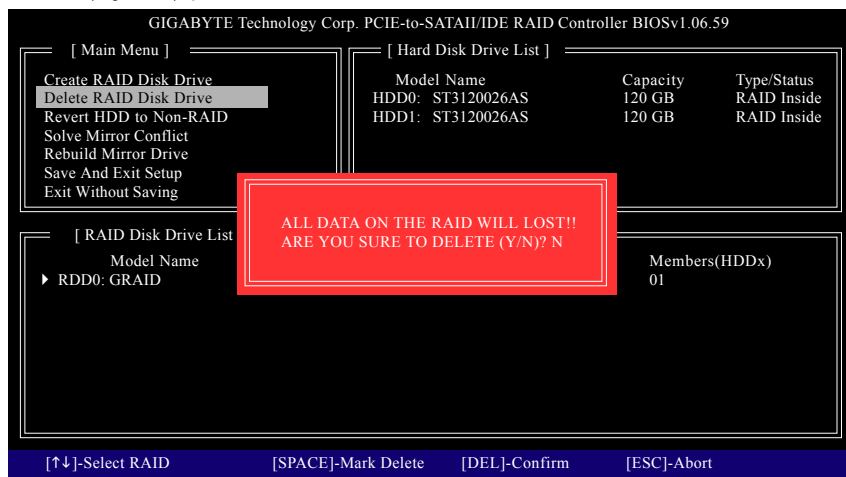 GIGABYTE Technology Corp. PCIE-to-SATAII/IDE RAID Controller BIOSv1.06.59
[ Main Menu ]
Create RAID Disk Drive
Delete RAID Disk Drive
Revert HDD to Non-RAID
Solve Mirror Conflict
Rebuild Mirror Drive
Save And Exit Setup
Exit Without Saving
[ Hard Disk Drive List ]
Model Name Capacity Type/Status
HDD0: ST3120026AS 120 GB RAID Inside
HDD1: ST3120026AS 120 GB RAID Inside
ALL DATA ON THE RAID WILL LOST!!
ARE YOU SURE TO DELETE (Y/N)? N
[ RAID Disk Drive List
Model Name Members(HDDx)
RDD0: GRAID 01
[↑↓]-Select RAID [SPACE]-Mark Delete [DEL]-Confirm [ESC]-Abort